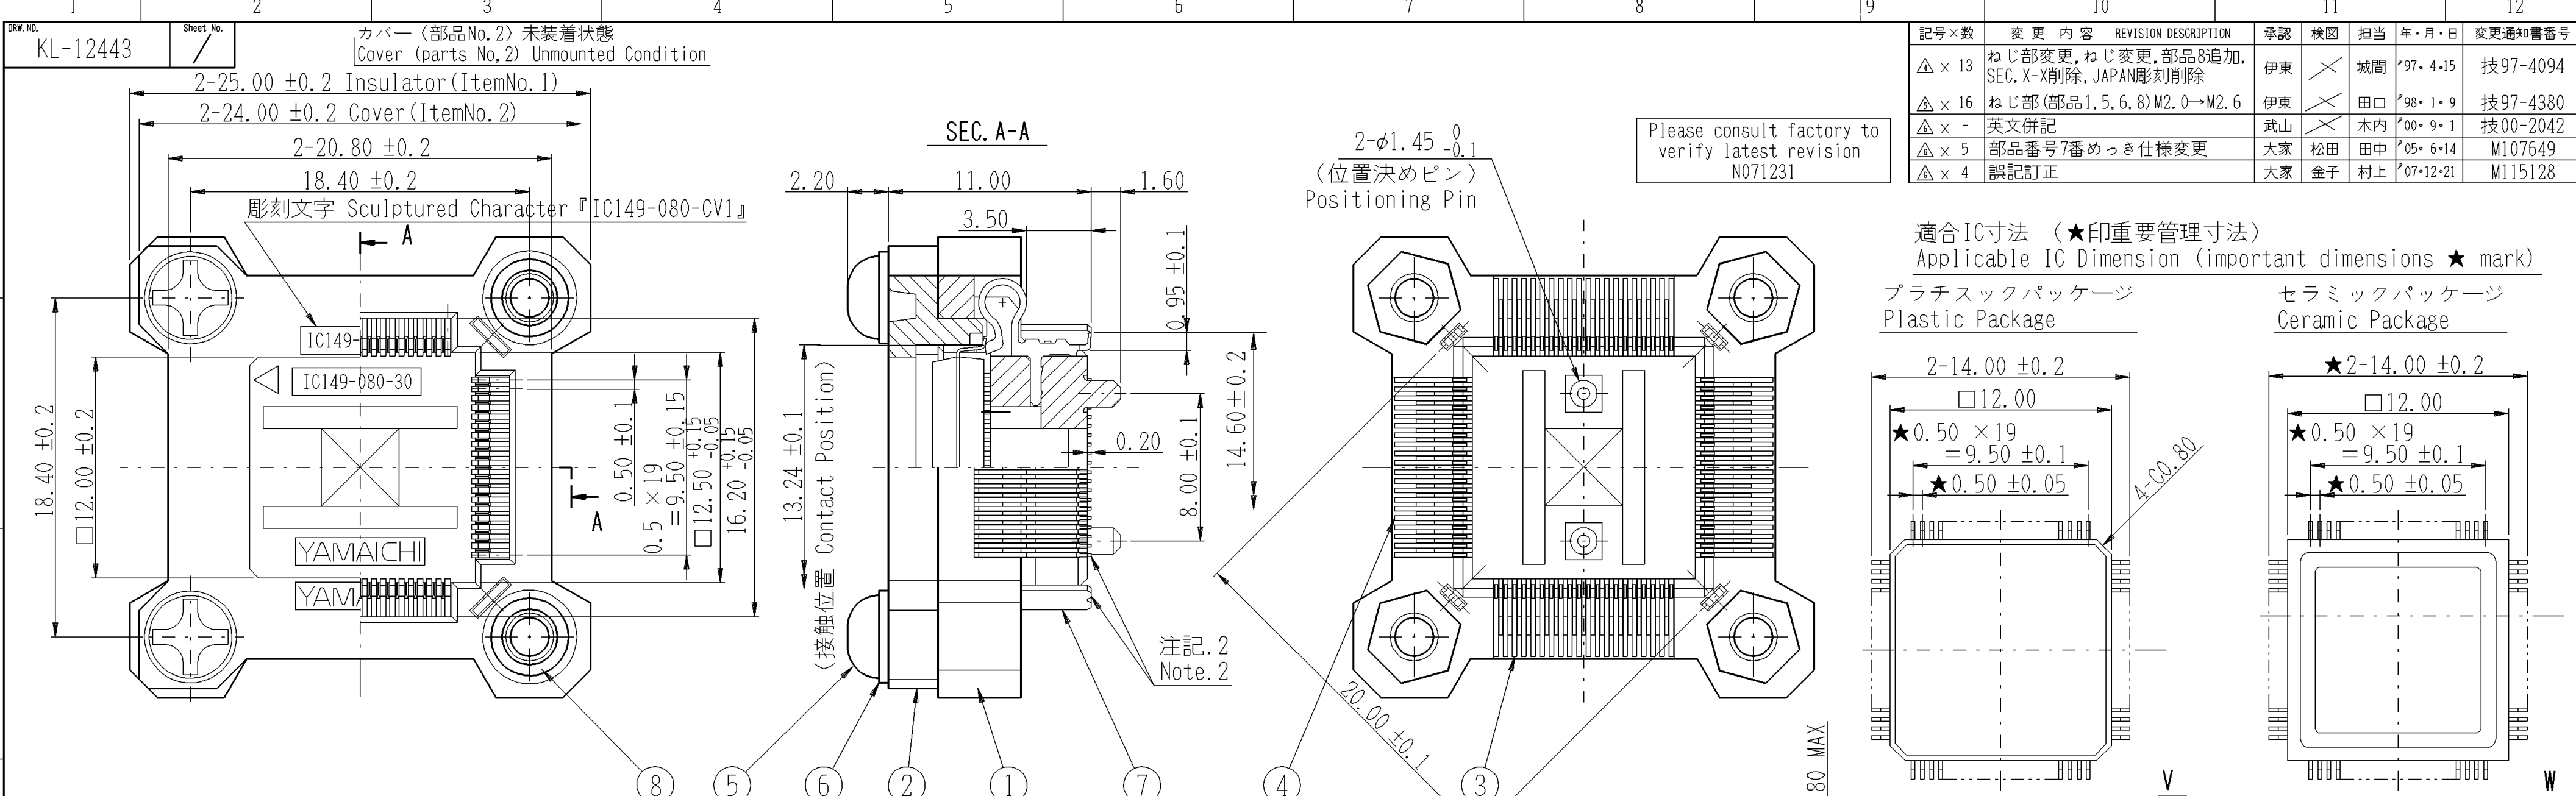 1 2 3 4 5 6 7 8 9 10 11 12
DRW.NO.
KL-12443
Sheet No.
カバー（部品No.2）未装着状態
Cover (parts No,2) Unmounted Condition
2-25.00 ±0.2 Insulator(ItemNo.1)
2-24.00 ±0.2 Cover(ItemNo.2)
2-20.80 ±0.2
18.40 ±0.2
彫刻文字 Sculptured Character『IC149-080-CV1』
A
IC149-
IC149-080-30
YAMAICHI
YAMA
A
18.40 ±0.2
□12.00 ±0.2
0.50 ±0.1
0.5 ×19
=9.50 ±0.15
□12.50 +0.15 -0.05
16.20 +0.15 -0.05
8
SEC. A-A
2.20
11.00
1.60
3.50
0.95 ±0.1
13.24 ±0.1
(接触位置 Contact Position)
0.20
8.00 ±0.1
14.60±0.2
注記.2
Note.2
5
6
2
1
7
2-φ1.45 0 -0.1
（位置決めピン）
Positioning Pin
20.00 ±0.1
4
3
Please consult factory to
verify latest revision
N071231
記号×数 変更内容 REVISION DESCRIPTION 承認 検図 担当 年・月・日 変更通知書番号
4 × 13 ねじ部変更,ねじ変更,部品8追加.
SEC.X-X削除,JAPAN彫刻削除 伊東 城間 '97・4・15 技97-4094
5 × 16 ねじ部(部品1,5,6,8)M2.0→M2.6 伊東 田口 '98・1・9 技97-4380
6 × - 英文併記 武山 木内 '00・9・1 技00-2042
6 × 5 部品番号7番めっき仕様変更 大家 松田 田中 '05・6・14 M107649
6 × 4 誤記訂正 大家 金子 村上 '07・12・21 M115128
適合IC寸法 （★印重要管理寸法）
Applicable IC Dimension (important dimensions ★ mark)
プラチスックパッケージ
Plastic Package
2-14.00 ±0.2
□12.00
★0.50 ×19
=9.50 ±0.1
★0.50 ±0.05
4-C0.80
80 MAX
V
セラミックパッケージ
Ceramic Package
★2-14.00 ±0.2
□12.00
★0.50 ×19
=9.50 ±0.1
★0.50 ±0.05
W